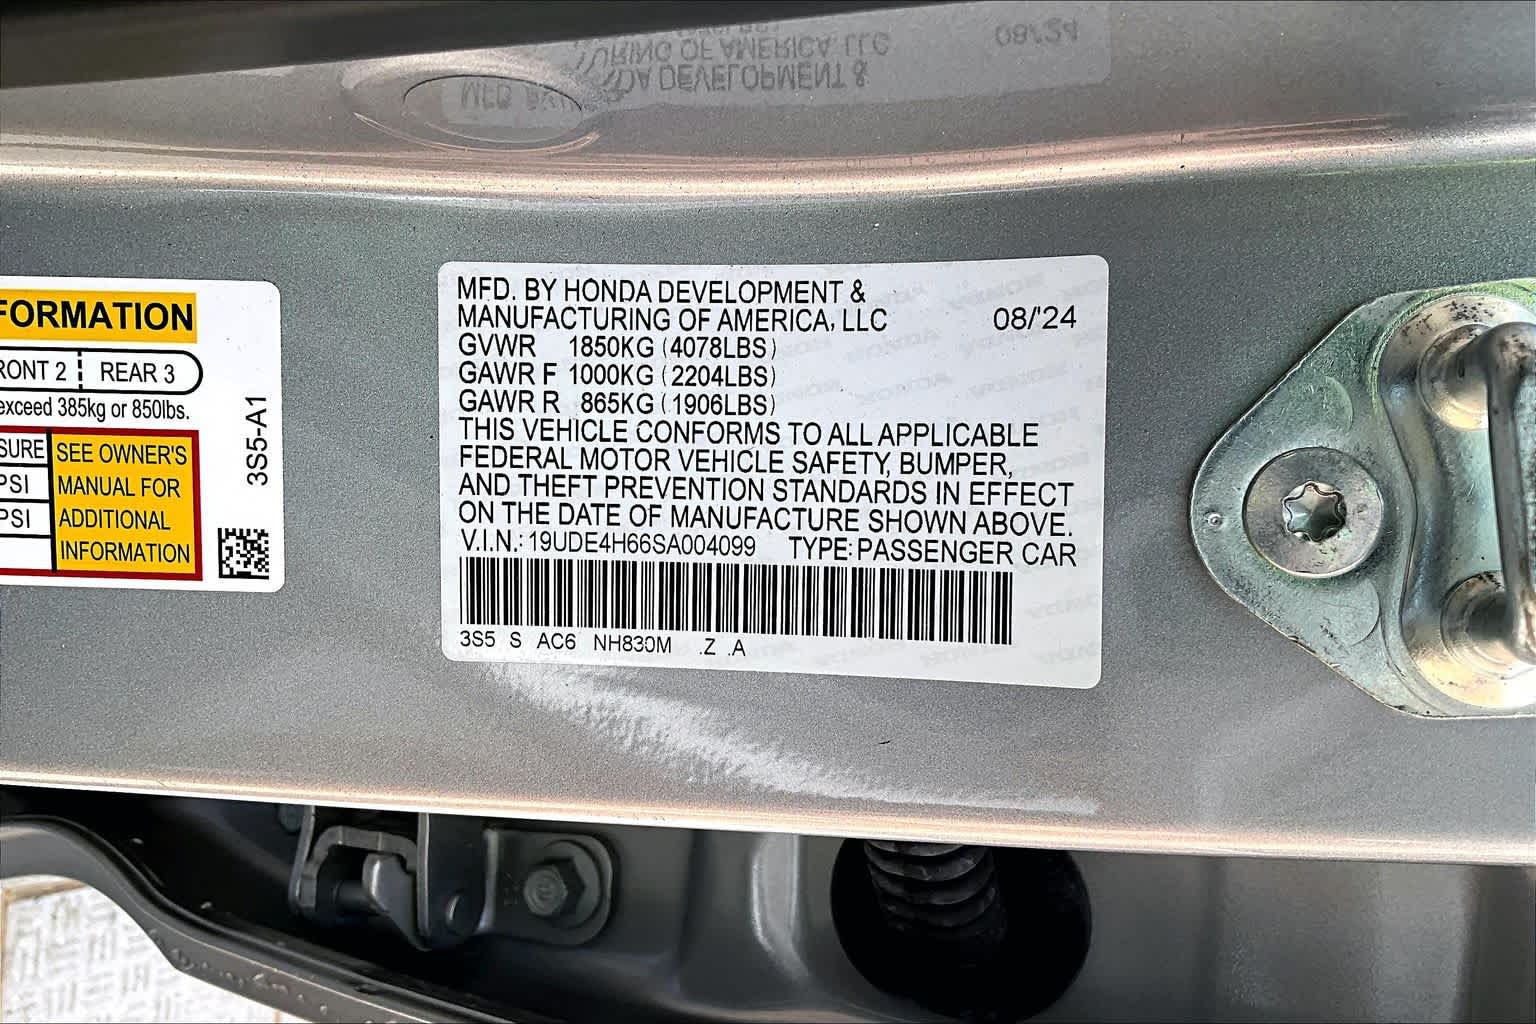 FORMATION
RONT 2 REAR 3
exceed 385kg or 850lbs.
SURE
PSI
PSI
SEE OWNER'S
MANUAL FOR
ADDITIONAL
INFORMATION
3S5-A1
MFD. BY HONDA DEVELOPMENT &
MANUFACTURING OF AMERICA, LLC 08/'24
GVWR 1850KG (4078LBS)
GAWR F 1000KG (2204LBS)
GAWR R 865KG (1906LBS)
THIS VEHICLE CONFORMS TO ALL APPLICABLE
FEDERAL MOTOR VEHICLE SAFETY, BUMPER,
AND THEFT PREVENTION STANDARDS IN EFFECT
ON THE DATE OF MANUFACTURE SHOWN ABOVE.
V.I.N.: 19UDE4H66SA004099 TYPE: PASSENGER CAR
3S5 S AC6 NH830M .Z .A